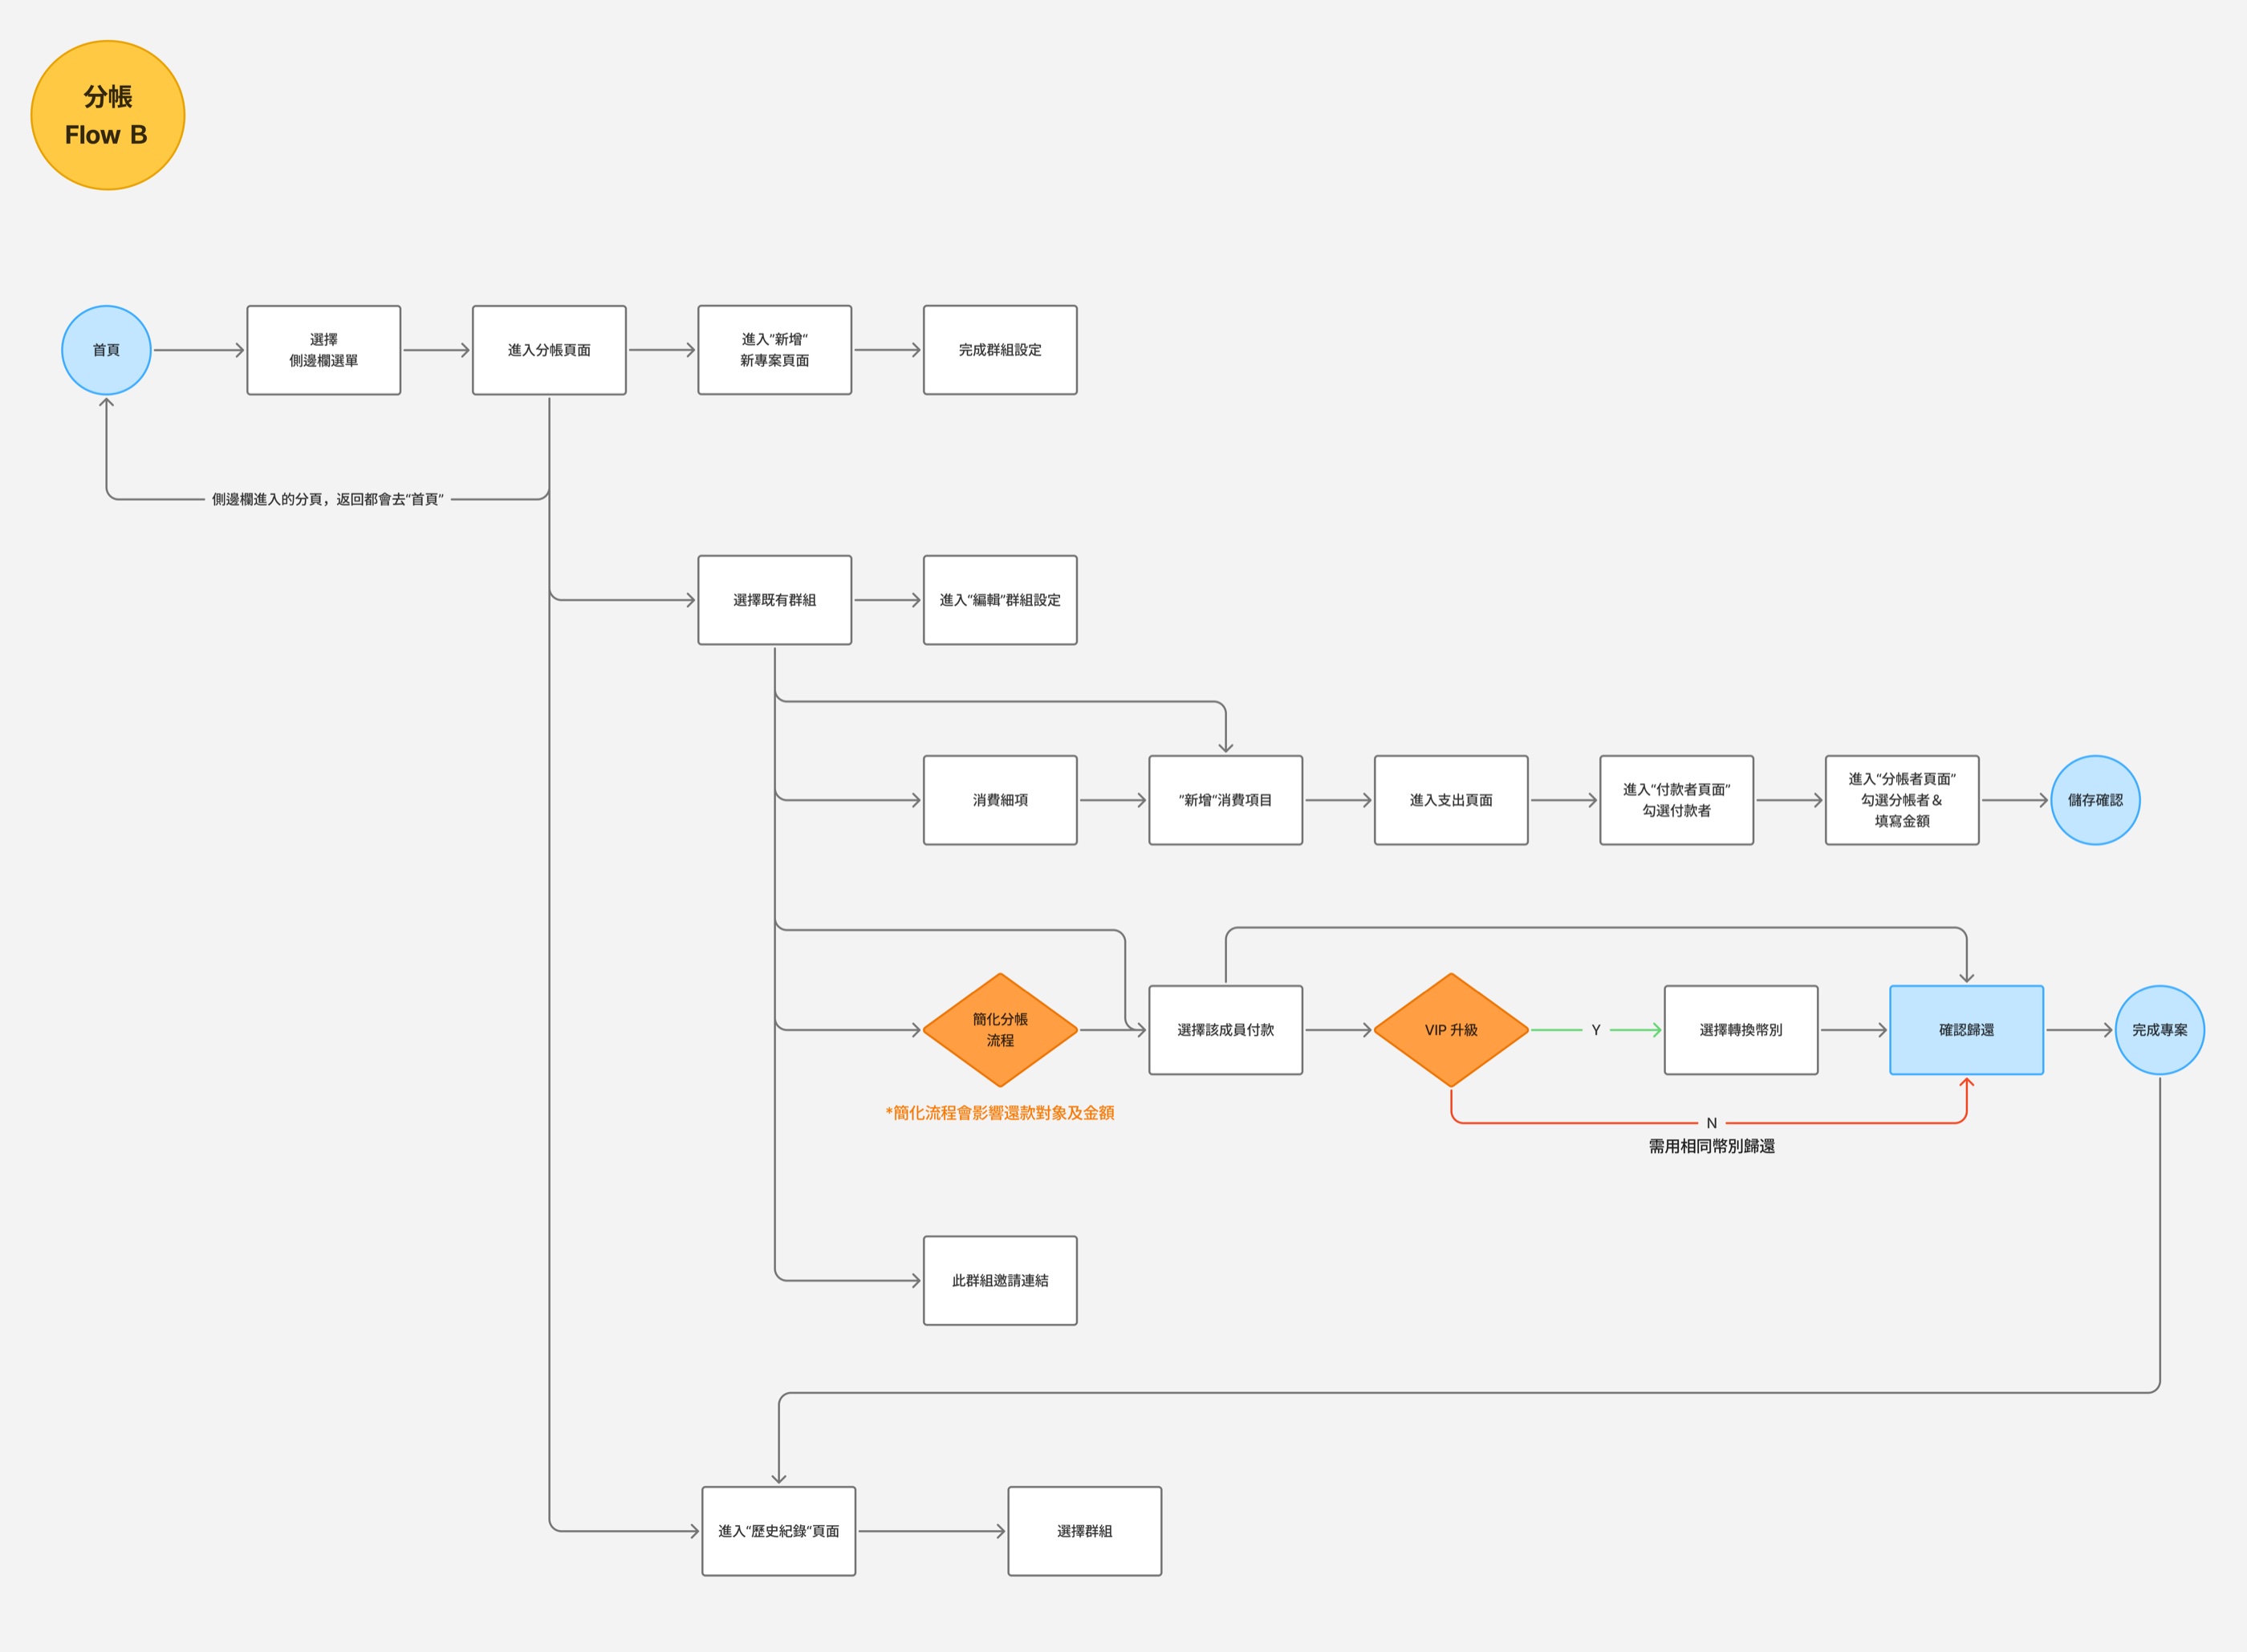 分帳
Flow B
首頁
選擇
側邊欄選單
進入分帳頁面
進入"新增"
新專案頁面
完成群組設定
側邊欄進入的分頁，返回都會去"首頁"
選擇既有群組
進入"編輯"群組設定
消費細項
"新增"消費項目
進入支出頁面
進入"付款者頁面"
勾選付款者
進入"分帳者頁面"
勾選分帳者&
填寫金額
儲存確認
簡化分帳
流程
選擇該成員付款
VIP 升級
Y
選擇轉換幣別
確認歸還
完成專案
*簡化流程會影響還款對象及金額
N
需用相同幣別歸還
此群組邀請連結
進入"歷史紀錄"頁面
選擇群組